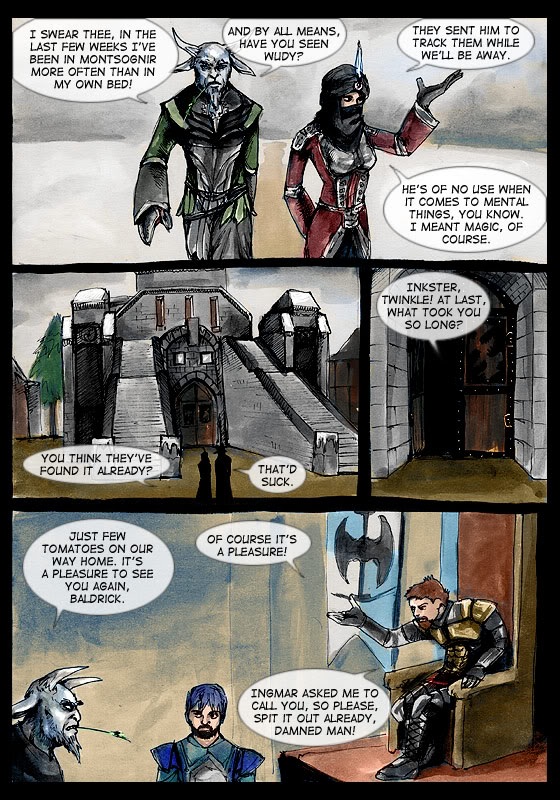 I SWEAR THEE, IN THE
LAST FEW WEEKS I'VE
BEEN IN MONTSOGNIR
MORE OFTEN THAN IN
MY OWN BED!
AND BY ALL MEANS,
HAVE YOU SEEN
WUDY?
THEY SENT HIM TO
TRACK THEM WHILE
WE'LL BE AWAY.
HE'S OF NO USE WHEN
IT COMES TO MENTAL
THINGS, YOU KNOW.
I MEANT MAGIC, OF
COURSE.
YOU THINK THEY'VE
FOUND IT ALREADY?
THAT'D
SUCK.
INKSTER,
TWINKLE! AT LAST,
WHAT TOOK YOU
SO LONG?
JUST FEW
TOMATOES ON OUR
WAY HOME. IT'S
A PLEASURE TO SEE
YOU AGAIN,
BALDRICK.
OF COURSE IT'S
A PLEASURE!
INGMAR ASKED ME TO
CALL YOU, SO PLEASE,
SPIT IT OUT ALREADY,
DAMNED MAN!